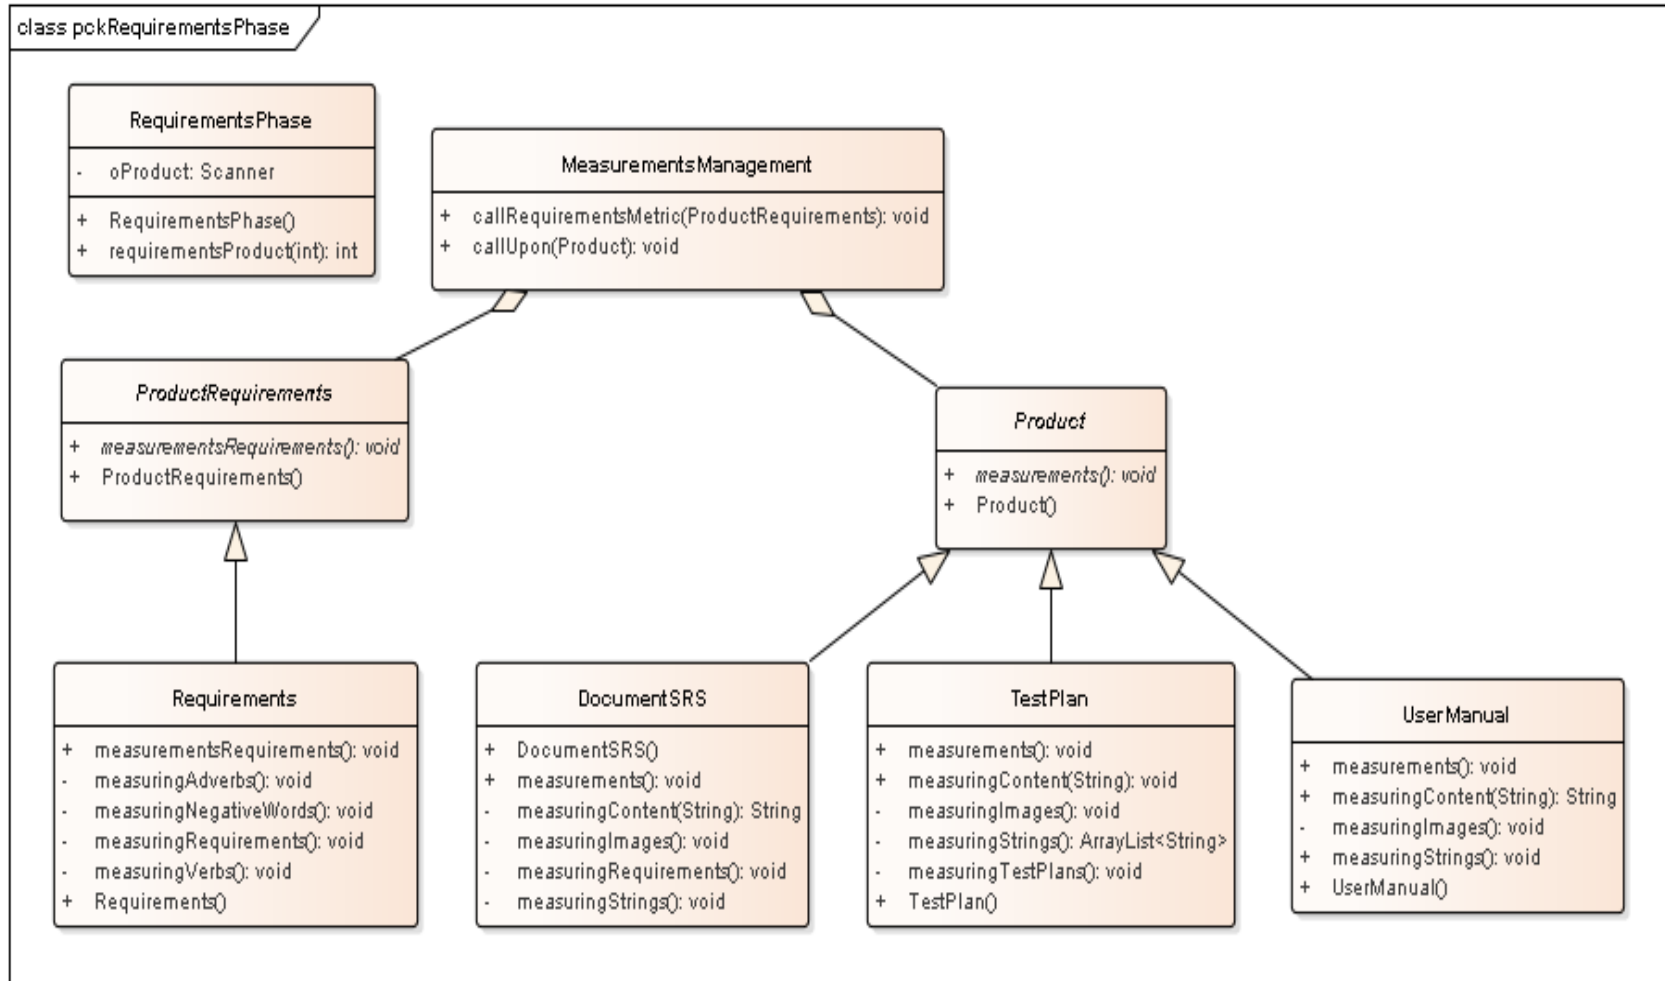 class pckRequirementsPhase
RequirementsPhase
- oProduct: Scanner
+ RequirementsPhase()
+ requirementsProduct(int): int
MeasurementsManagement
+ callRequirementsMetric(ProductRequirements): void
+ callUpon(Product): void
ProductRequirements
+ measurementsRequirements(): void
+ ProductRequirements()
Product
+ measurements(): void
+ Product()
Requirements
+ measurementsRequirements(): void
- measuringAdverbs(): void
- measuringNegativeWords(): void
- measuringRequirements(): void
- measuringVerbs(): void
+ Requirements()
DocumentSRS
+ DocumentSRS()
+ measurements(): void
- measuringContent(String): String
- measuringImages(): void
- measuringRequirements(): void
- measuringStrings(): void
TestPlan
+ measurements(): void
+ measuringContent(String): void
- measuringImages(): void
- measuringStrings(): ArrayList<String>
- measuringTestPlans(): void
+ TestPlan()
UserManual
+ measurements(): void
+ measuringContent(String): String
- measuringImages(): void
+ measuringStrings(): void
+ UserManual()